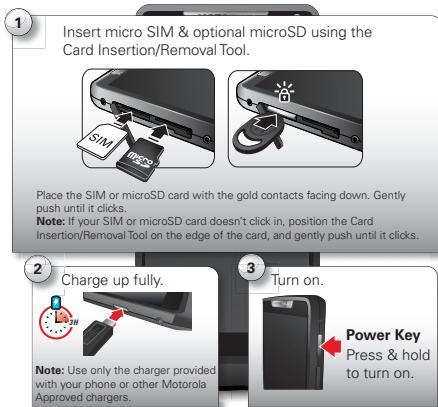 1
Insert micro SIM & optional microSD using the
Card Insertion/Removal Tool.
SIM
micro
SD
Place the SIM or microSD card with the gold contacts facing down. Gently
push until it clicks.
Note: If your SIM or microSD card doesn't click in, position the Card
Insertion/Removal Tool on the edge of the card, and gently push until it clicks.
2
Charge up fully.
3H
Note: Use only the charger provided
with your phone or other Motorola
Approved chargers.
3
Turn on.
Power Key
Press & hold
to turn on.